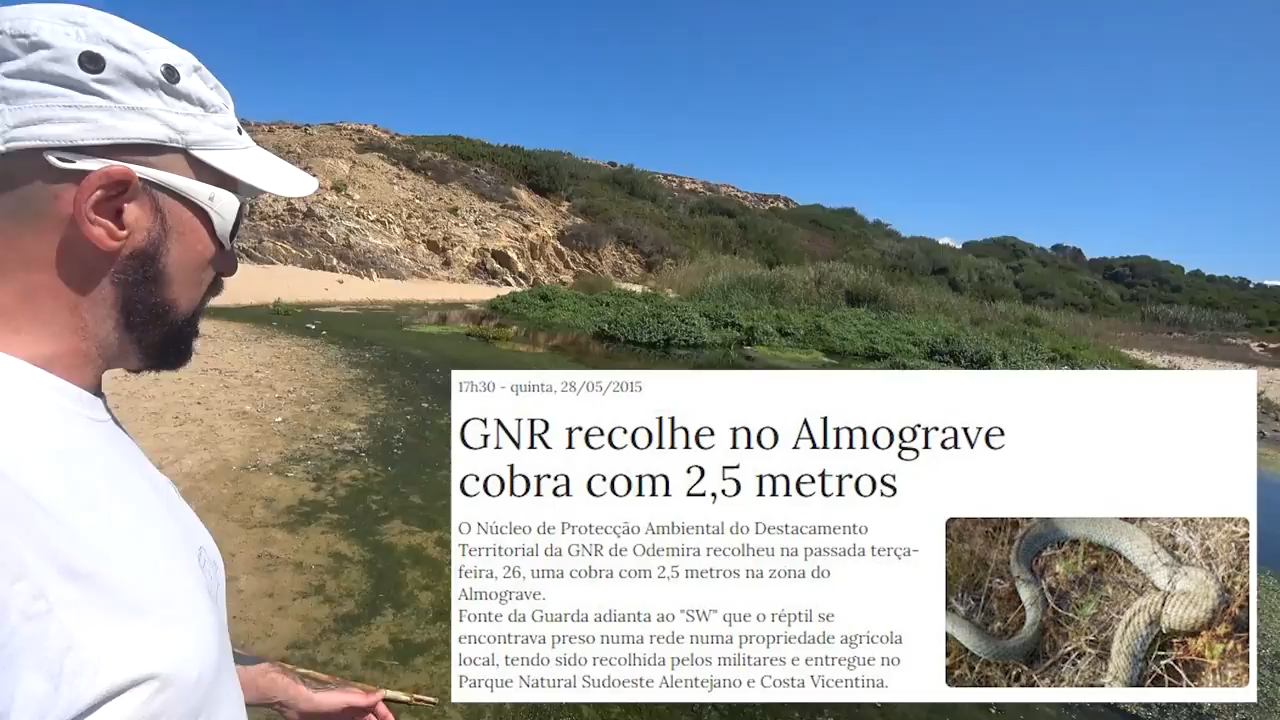 17h30 - quinta, 28/05/2015
GNR recolhe no Almograve
cobra com 2,5 metros
O Núcleo de Protecção Ambiental do Destacamento
Territorial da GNR de Odemira recolheu na passada terça-
feira, 26, uma cobra com 2,5 metros na zona do
Almograve.
Fonte da Guarda adianta ao "SW" que o réptil se
encontrava preso numa rede numa propriedade agrícola
local, tendo sido recolhida pelos militares e entregue no
Parque Natural Sudoeste Alentejano e Costa Vicentina.